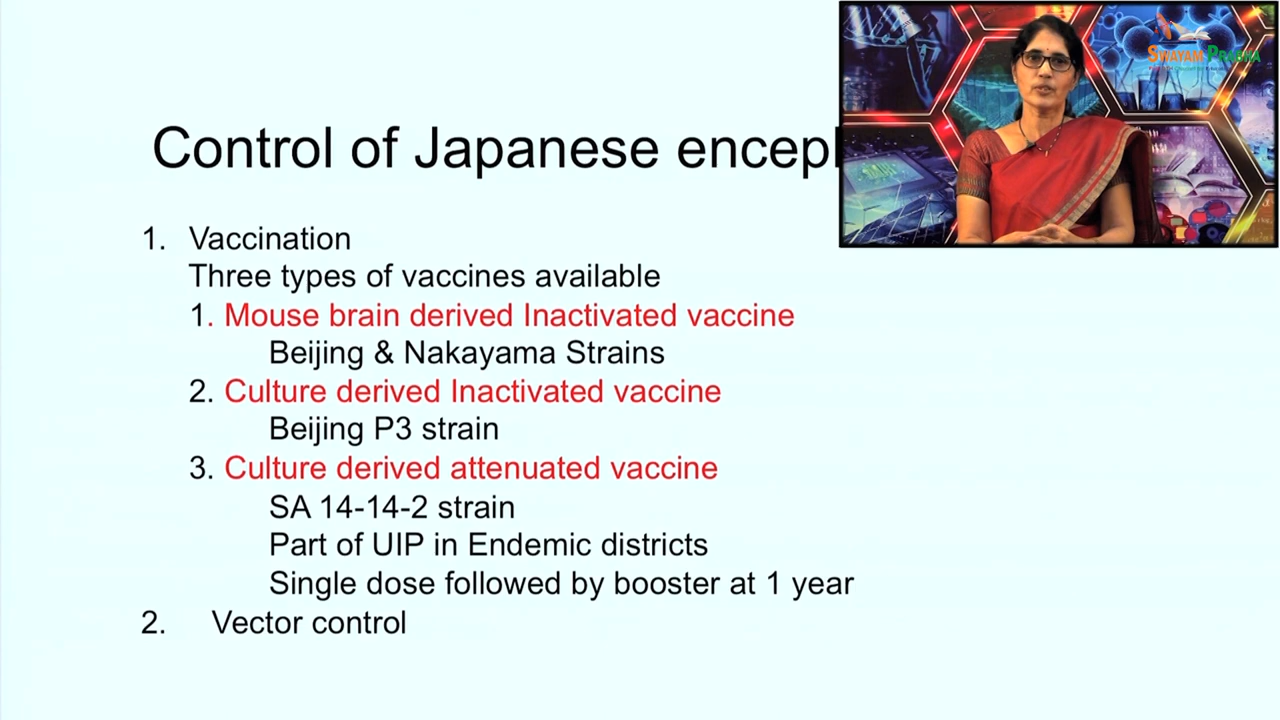 SWAYAM PRABHA
Control of Japanese
1. Vaccination
Three types of vaccines available
1. Mouse brain derived Inactivated vaccine
Beijing & Nakayama Strains
2. Culture derived Inactivated vaccine
Beijing P3 strain
3. Culture derived attenuated vaccine
SA 14-14-2 strain
Part of UIP in Endemic districts
Single dose followed by booster at 1 year
2. Vector control